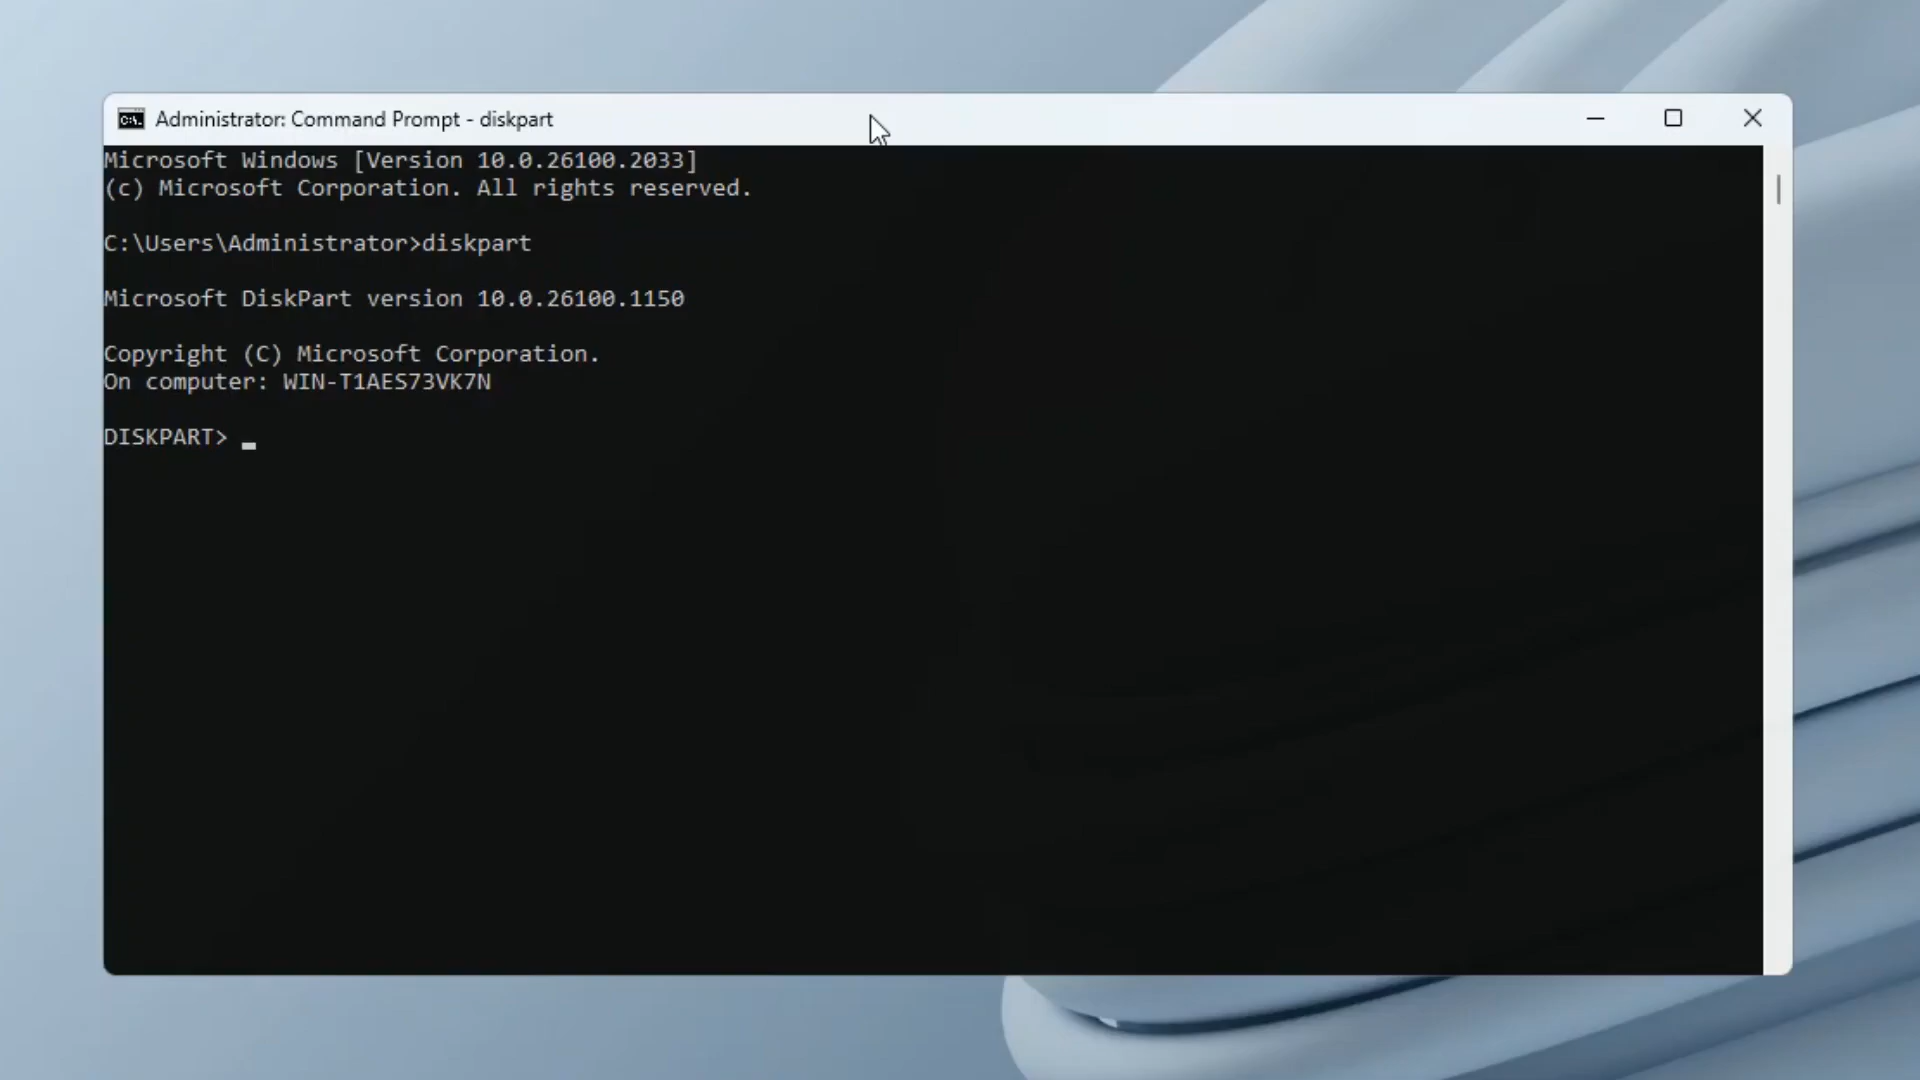 Administrator: Command Prompt - diskpart
Microsoft Windows [Version 10.0.26100.2033]
(c) Microsoft Corporation. All rights reserved.
C:\Users\Administrator>diskpart
Microsoft DiskPart version 10.0.26100.1150
Copyright (C) Microsoft Corporation.
On computer: WIN-T1AES73VK7N
DISKPART>